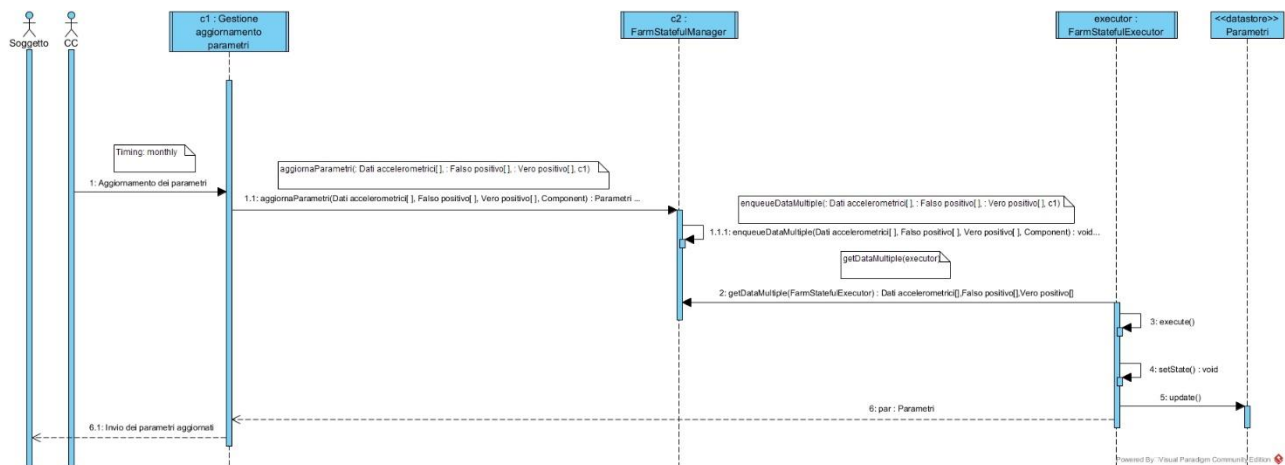 Soggetto
CC
c1 : Gestione
aggiornamento
parametri
c2 :
FarmStatefulManager
executor :
FarmStatefulExecutor
<<datastore>>
Parametri
Timing: monthly
1: Aggiornamento dei parametri
aggiornaParametri(: Dati accelerometrici[ ], : Falso positivo[ ], : Vero positivo[ ], c1)
1.1: aggiornaParametri(Dati accelerometrici[ ], Falso positivo[ ], Vero positivo[ ], Component) : Parametri ...
enqueueDataMultiple(: Dati accelerometrici[ ], : Falso positivo[ ], : Vero positivo[ ], c1)
1.1.1: enqueueDataMultiple(Dati accelerometrici[ ], Falso positivo[ ], Vero positivo[ ], Component) : void...
getDataMultiple(executor)
2: getDataMultiple(FarmStatefulExecutor) : Dati accelerometrici[],Falso positivo[],Vero positivo[]
3: execute()
4: setState() : void
5: update()
6: par : Parametri
6.1: Invio dei parametri aggiornati
Powered By Visual Paradigm Community Edition